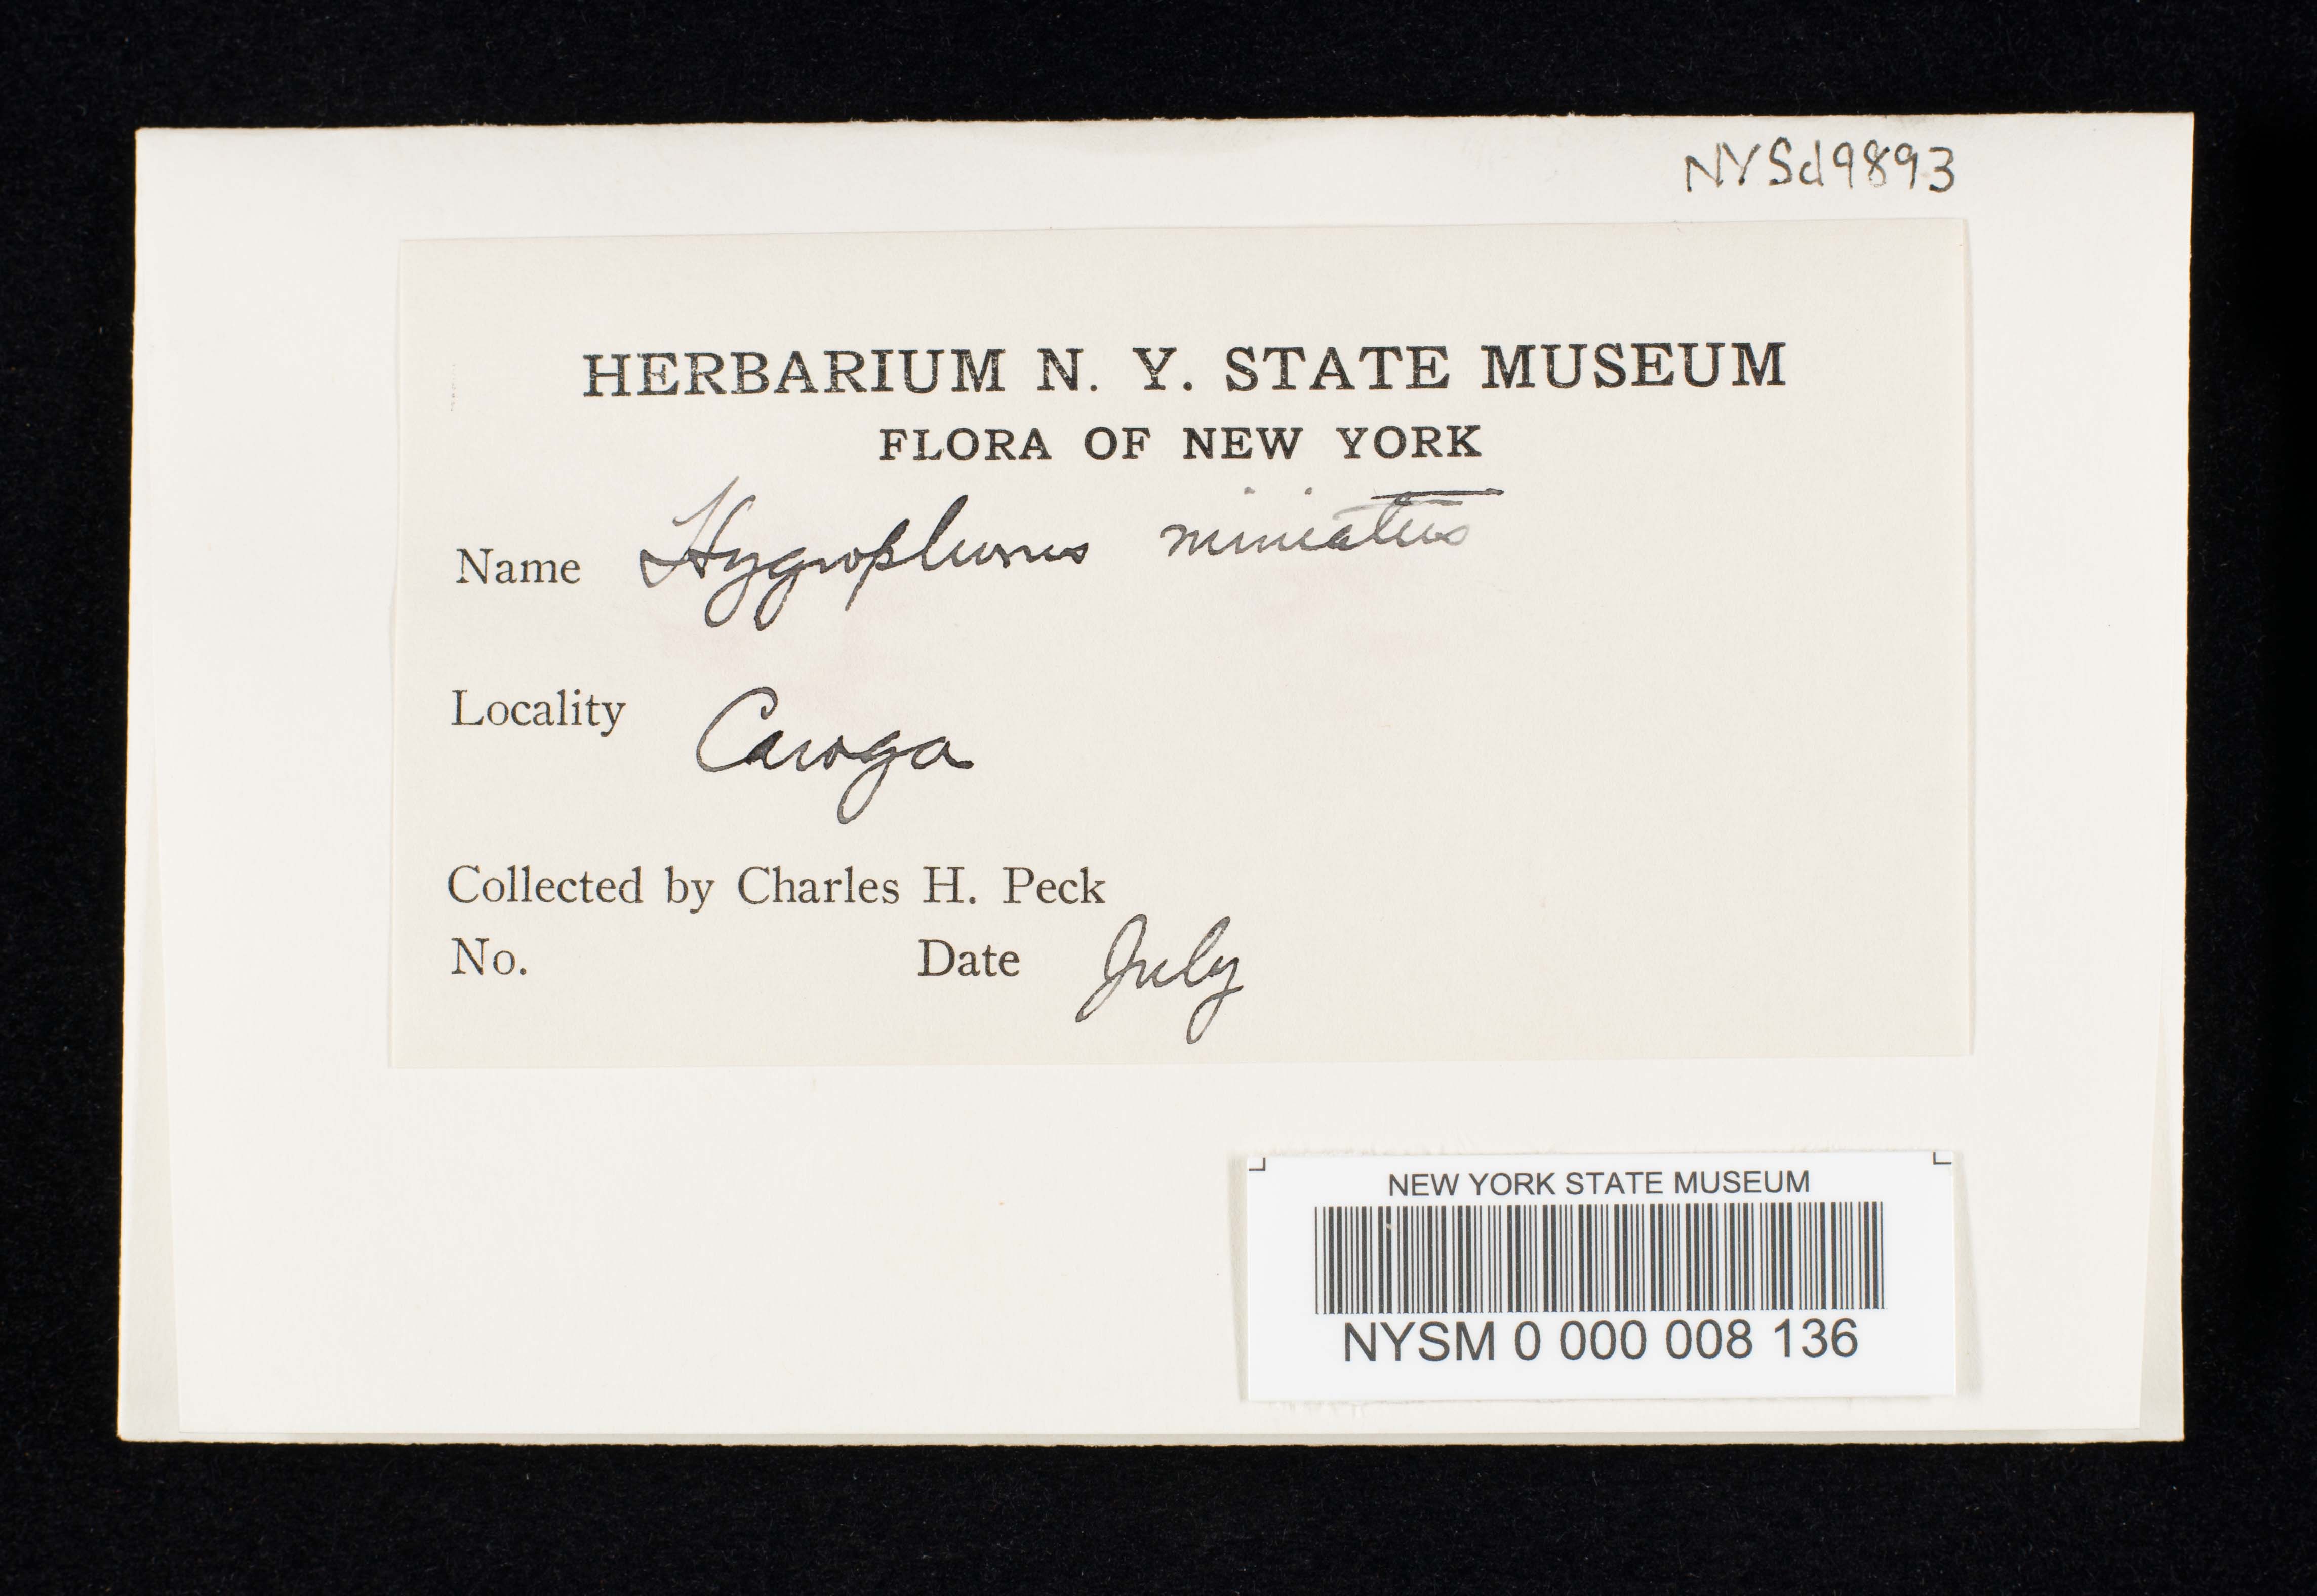 NYSd9893
HERBARIUM N. Y. STATE MUSEUM
FLORA OF NEW YORK
Name Hygrophorus miniatus
Locality Caroga
Collected by Charles H. Peck
No. Date July
NEW YORK STATE MUSEUM
NYSM 0 000 008 136